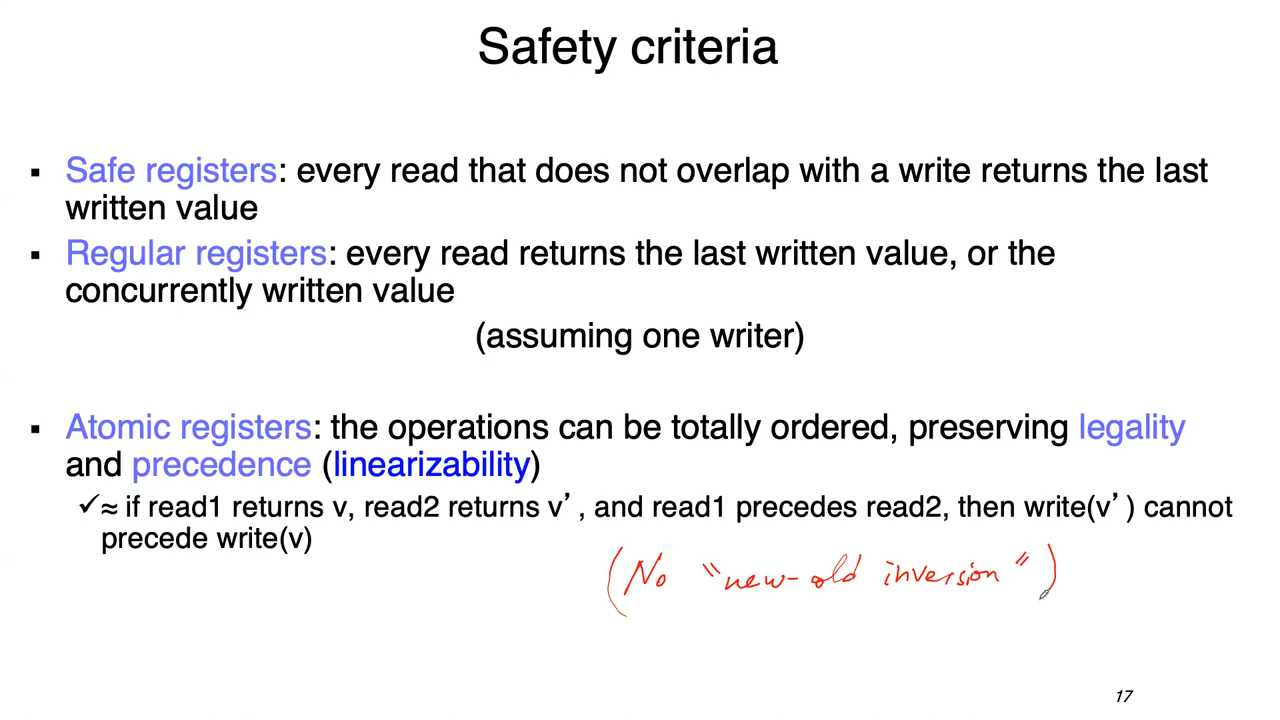 Safety criteria
▪ Safe registers: every read that does not overlap with a write returns the last
written value
▪ Regular registers: every read returns the last written value, or the
concurrently written value
(assuming one writer)
▪ Atomic registers: the operations can be totally ordered, preserving legality
and precedence (linearizability)
✓≈ if read1 returns v, read2 returns v’, and read1 precedes read2, then write(v’) cannot
precede write(v)
(No "new-old inversion")
17